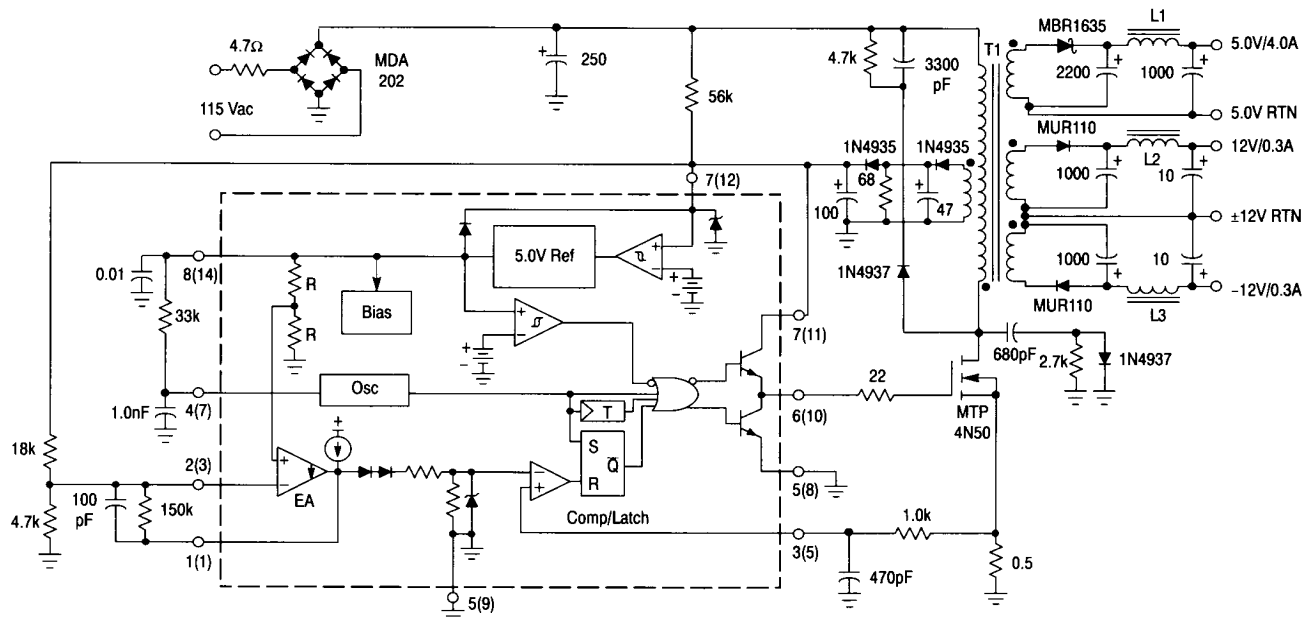 4.7Ω
MDA
202
115 Vac
+
250
56k
4.7k
3300
pF
T1
MBR1635
L1
5.0V/4.0A
2200
+
1000
+
5.0V RTN
MUR110
12V/0.3A
1000
+
L2
10
+
±12V RTN
1000
+
10
+
MUR110
L3
–12V/0.3A
1N4935
1N4935
68
+
100
+
47
7(12)
1N4937
0.01
8(14)
R
R
Bias
5.0V Ref
+
–
+
–
33k
+
–
+
–
7(11)
680pF
2.7k
1N4937
Osc
4(7)
1.0nF
T
22
6(10)
MTP
4N50
18k
+
S
Q
R
2(3)
+
–
EA
–
+
5(8)
100
pF
150k
4.7k
Comp/Latch
1.0k
1(1)
3(5)
470pF
0.5
5(9)